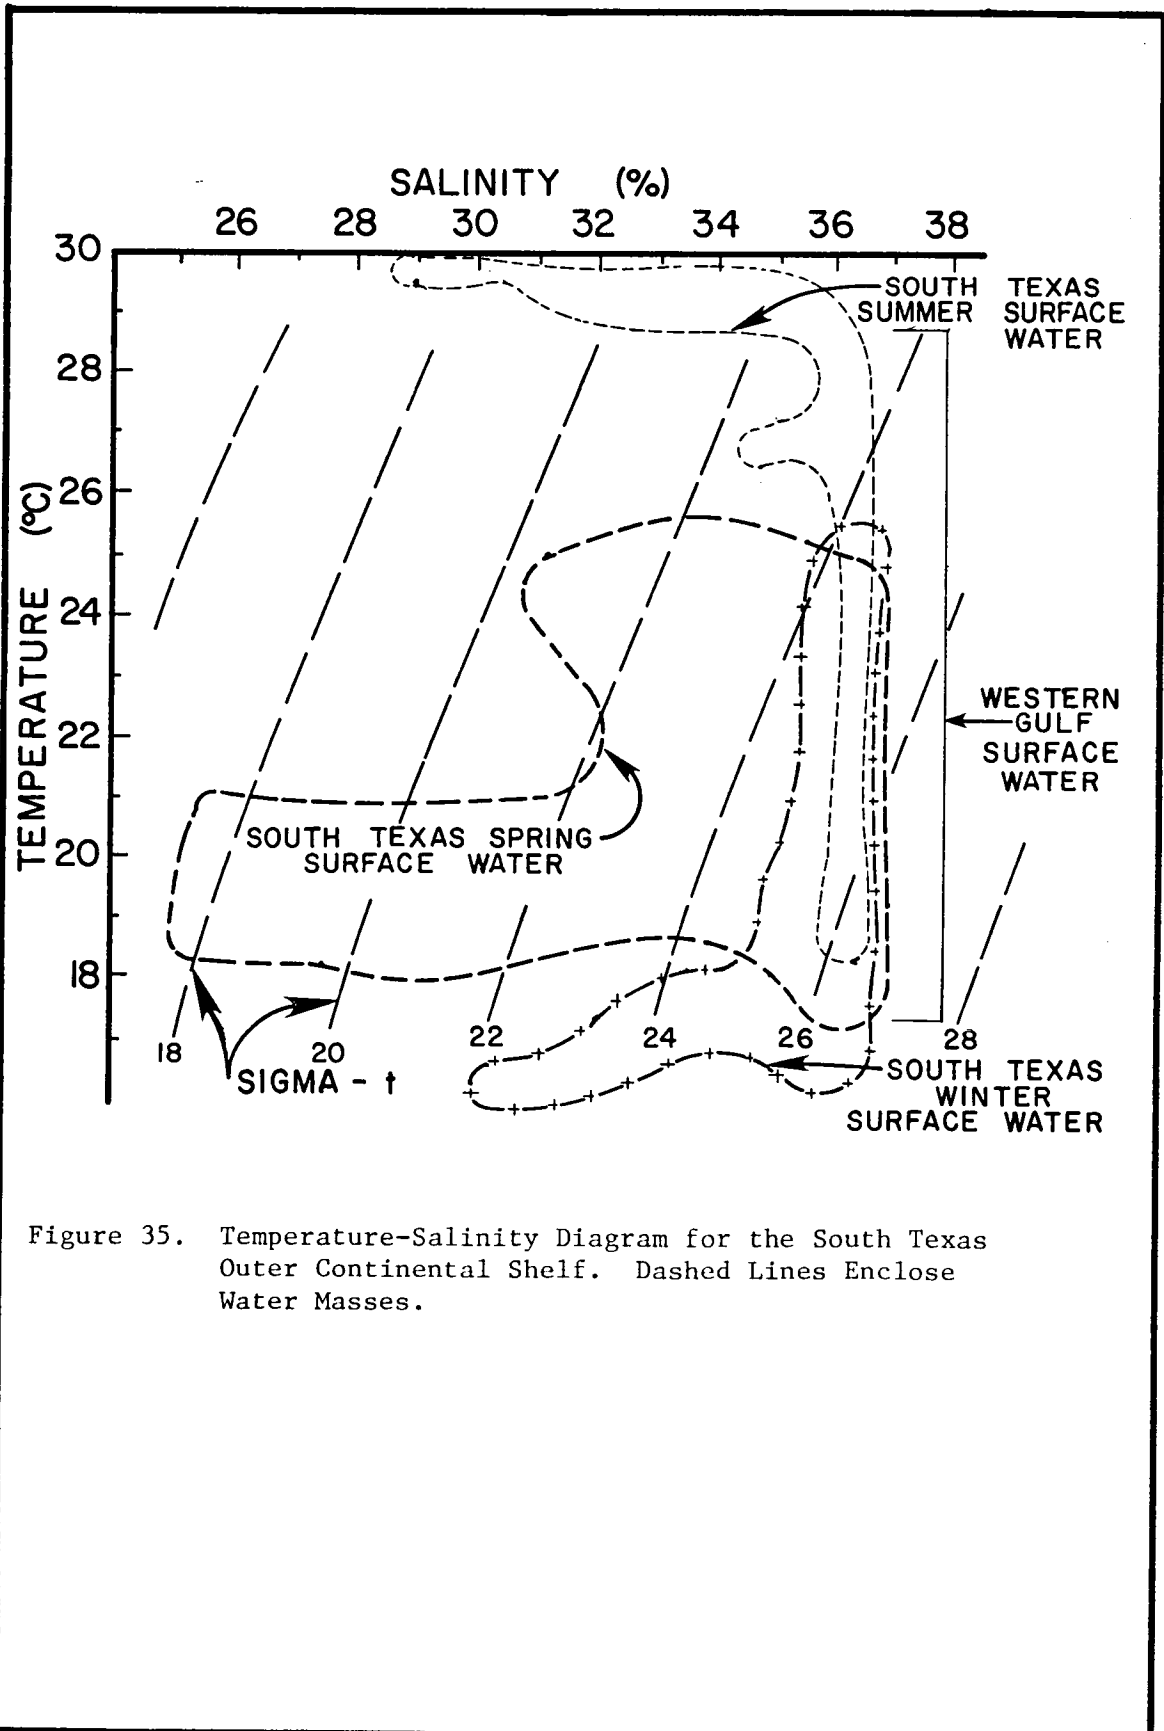 SALINITY (%)
26 28 30 32 34 36 38
30
28
26
24
22
20
18
TEMPERATURE (ºC)
SOUTH TEXAS
SUMMER SURFACE
WATER
WESTERN
GULF
SURFACE
WATER
SOUTH TEXAS SPRING
SURFACE WATER
18 20 22 24 26 28
SIGMA - t
SOUTH TEXAS
WINTER
SURFACE WATER
Figure 35. Temperature-Salinity Diagram for the South Texas
Outer Continental Shelf. Dashed Lines Enclose
Water Masses.